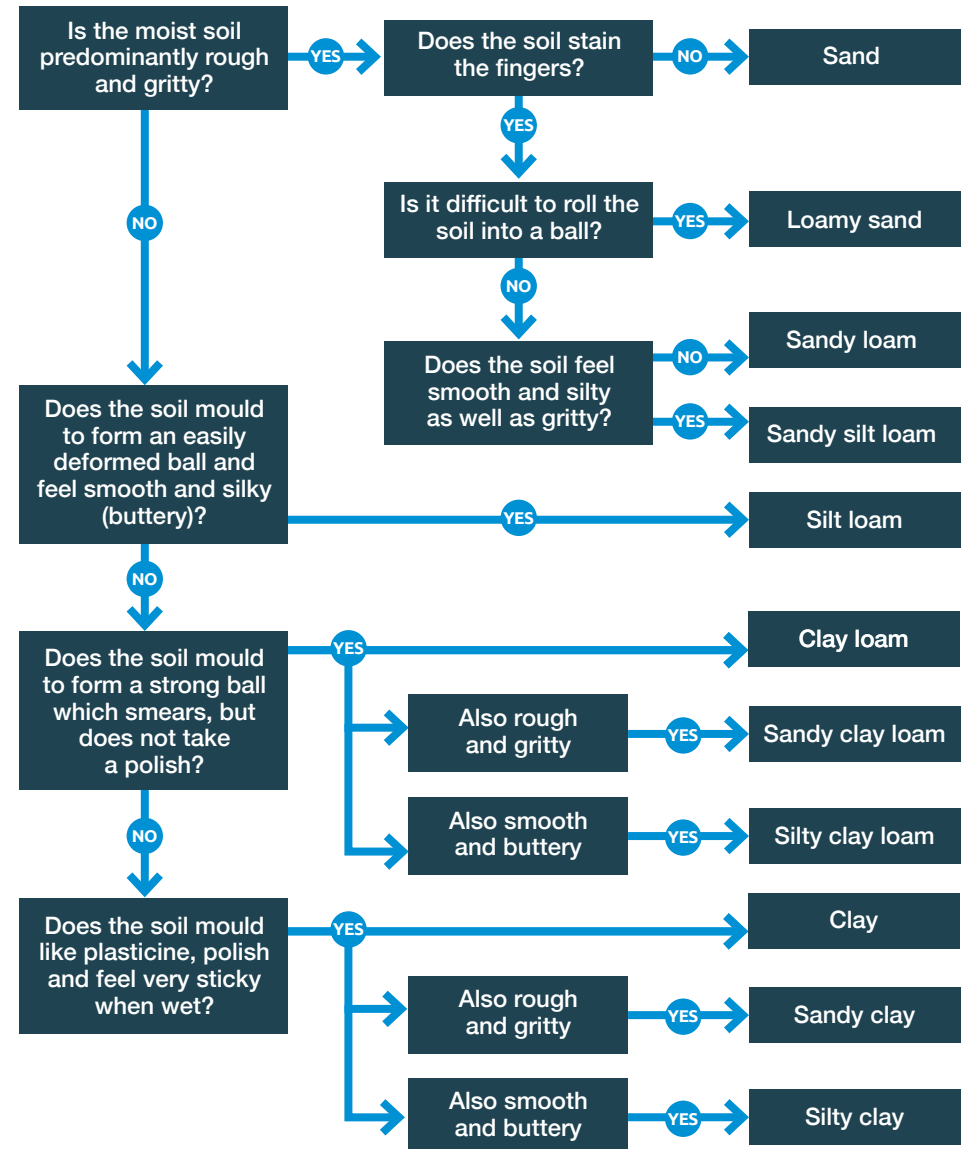 Is the moist soil
predominantly rough
and gritty?
YES
Does the soil stain
the fingers?
NO
Sand
YES
Is it difficult to roll the
soil into a ball?
YES
Loamy sand
NO
NO
Does the soil feel
smooth and silty
as well as gritty?
NO
Sandy loam
YES
Sandy silt loam
Does the soil mould
to form an easily
deformed ball and
feel smooth and silky
(buttery)?
YES
Silt loam
NO
Does the soil mould
to form a strong ball
which smears, but
does not take
a polish?
YES
Clay loam
Also rough
and gritty
YES
Sandy clay loam
Also smooth
and buttery
YES
Silty clay loam
NO
Does the soil mould
like plasticine, polish
and feel very sticky
when wet?
YES
Clay
Also rough
and gritty
YES
Sandy clay
Also smooth
and buttery
YES
Silty clay